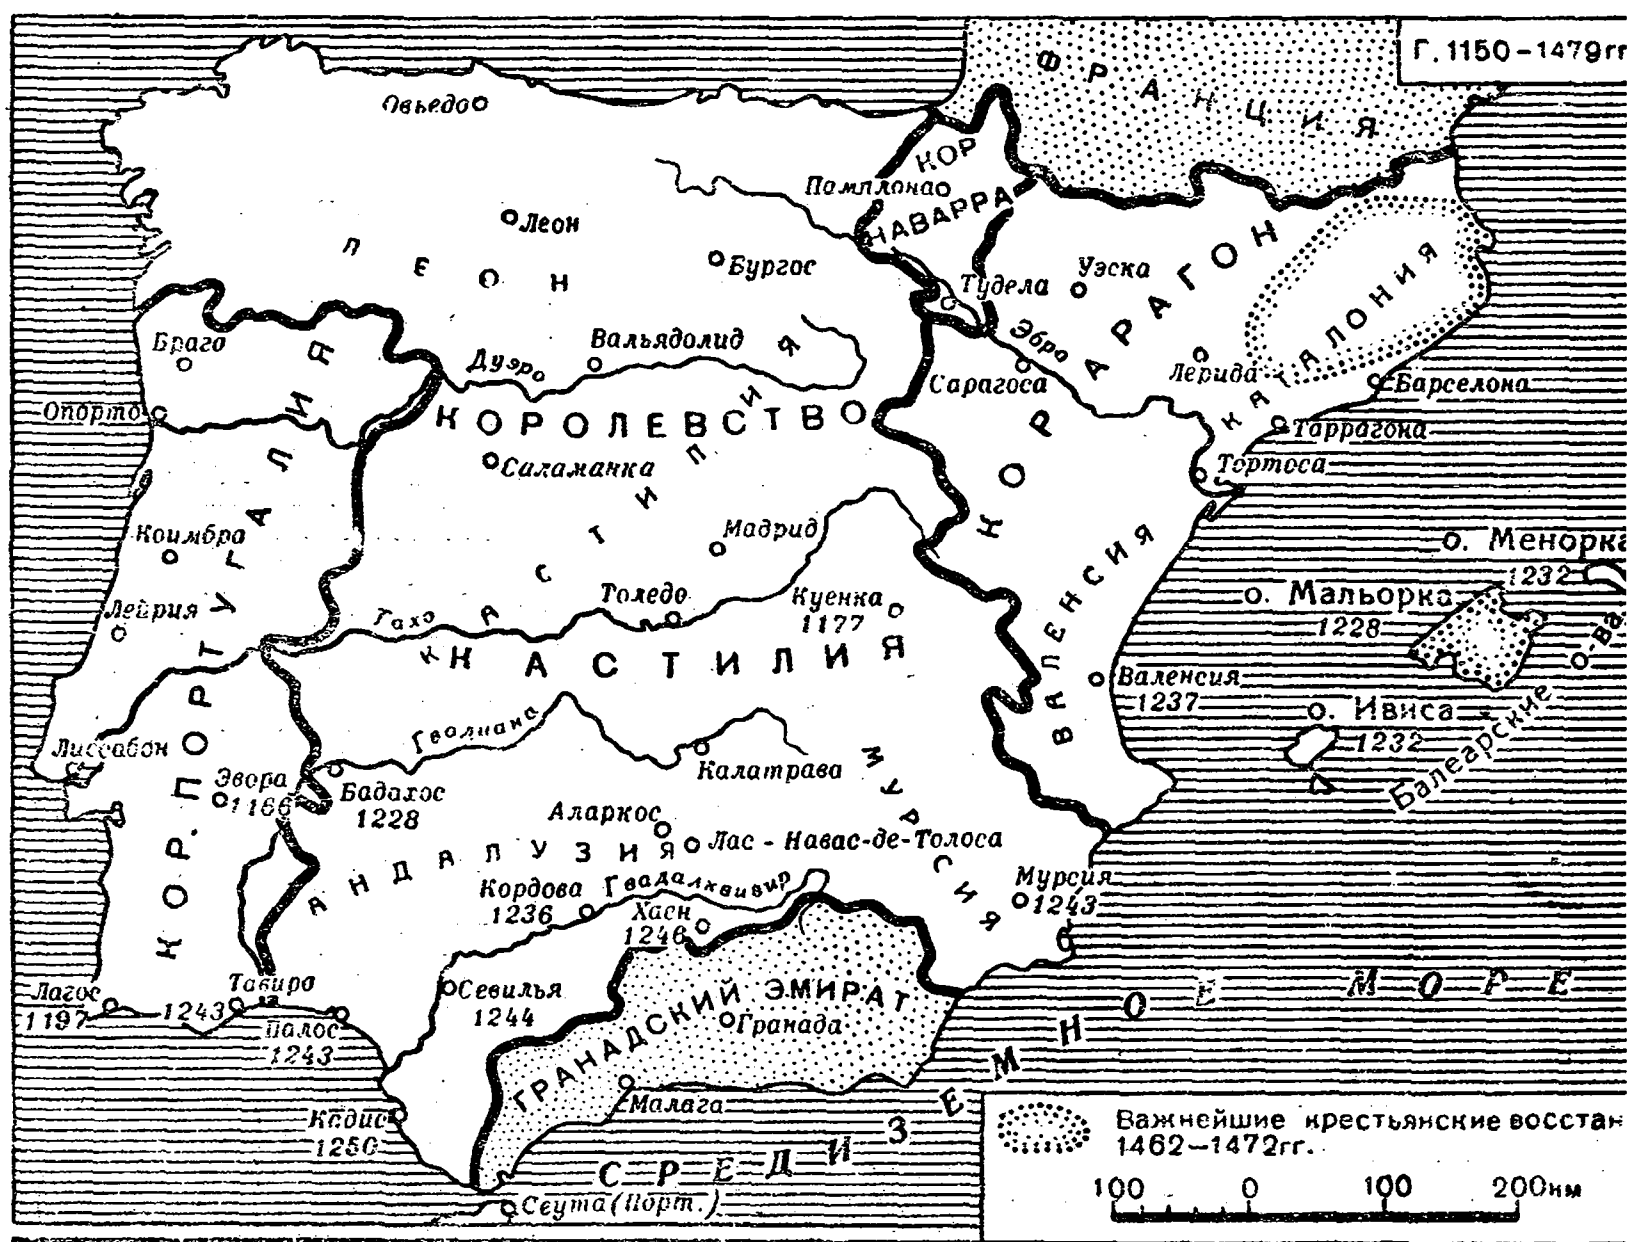 Г. 1150–1479гг
ФРАНЦИЯ
Овьедо
КОР
НАВАРРА
Памплона
Леон
ЛЕОН
Бургос
Тудела
Уэска
АРАГОН
КАТАЛОНИЯ
Браго
Вальядолид
Дуэро
Эбро
Сарагоса
Лерида
Барселона
Опорто
КОРОЛЕВСТВО
КОР
Таррагона
Саламанка
Тортоса
КАСТИЛИЯ
Коимбра
Мадрид
о. Менорка
1232
о. Мальорка
1228
Лейрия
Тахо
Толедо
Куенка
1177
КАСТИЛИЯ
ВАЛЕНСИЯ
Валенсия
1237
о. Ивиса
1232
Балеарские
о-ва
КОР. ПОРТУГАЛИЯ
Лиссабон
Гвадиана
Калатрава
МУРСИЯ
Эвора
1166
Бадахос
1228
Аларкос
Лас - Навас-де-Толоса
АНДАЛУЗИЯ
Кордова
1236
Гвадалквивир
Хаен
1246
Мурсия
1243
Лагос
1197
Тавиро
1243
Палос
1243
Севилья
1244
ГРАНАДСКИЙ ЭМИРАТ
Гранада
Малага
Кадис
1250
СРЕДИЗЕМНОЕ МОРЕ
Сеута (Порт.)
Важнейшие крестьянские восстан
1462–1472гг.
100 0 100 200км